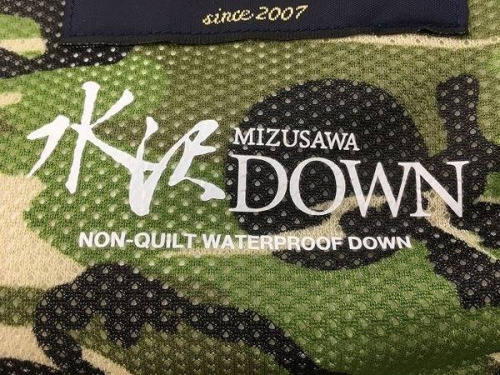 since 2007
水沢 MIZUSAWA
DOWN
NON-QUILT WATERPROOF DOWN